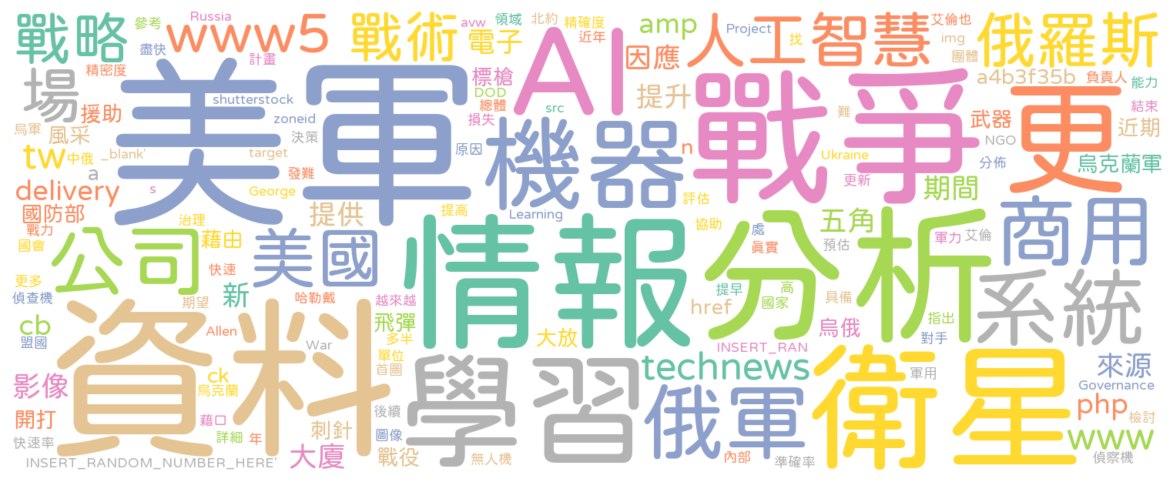 戰略
參考
Russia
www5
戰術
avw
領域
北約
精確度
amp
Project
找
艾倫也
img
俄羅斯
盡快
計畫
電子
近年
人工智慧
團體
精密度
因應
AI
標槍
DOD
總體
a4b3f35b
負責人
能力
場
援助
shutterstock
美軍
提升
戰爭
更
武器
結束
烏軍
風采
zoneid
決策
損失
src
難
NGO
近期
tw
中俄
_blank'
target
機器
原因
n
Ukraine
分佈
烏克蘭軍
a
delivery
s
發難
George
Learning
評估
更新
期間
國防部
治理
提供
提高
協助
處
五角
商用
戰力
國會
公司
藉由
美國
情報
分析
真實
預估
軍力
艾倫
更多
快速
偵查機
期望
新
哈勒戴
越來越
飛彈
提早
高
國家
具備
系統
href
指出
cb
盟國
資料
Allen
War
多半
大放
INSERT_RAN
烏俄
對手
影像
ck
烏克蘭
單位
首圖
學習
technews
衛星
軍用
來源
Governance
開打
藉口
後續
俄軍
php
檢討
快速率
詳細
年
刺針
圖像
www
INSERT_RANDOM_NUMBER_HERE'
大廈
戰役
無人機
內部
準確率
偵察機